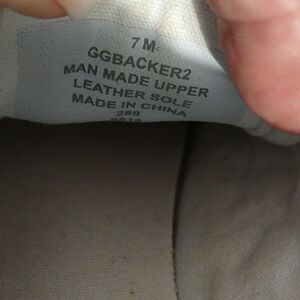 7 M
GGBACKER2
MAN MADE UPPER
LEATHER SOLE
MADE IN CHINA
289